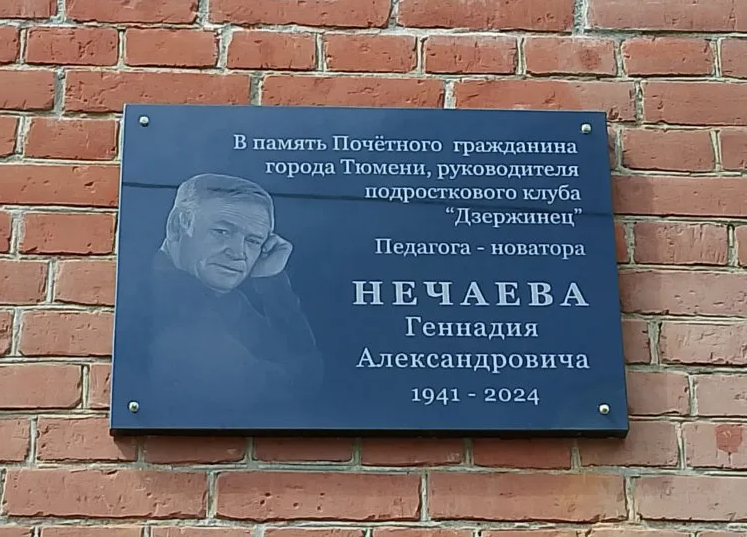 В память Почётного гражданина
города Тюмени, руководителя
подросткового клуба
“Дзержинец”
Педагога - новатора
НЕЧАЕВА
Геннадия
Александровича
1941 - 2024